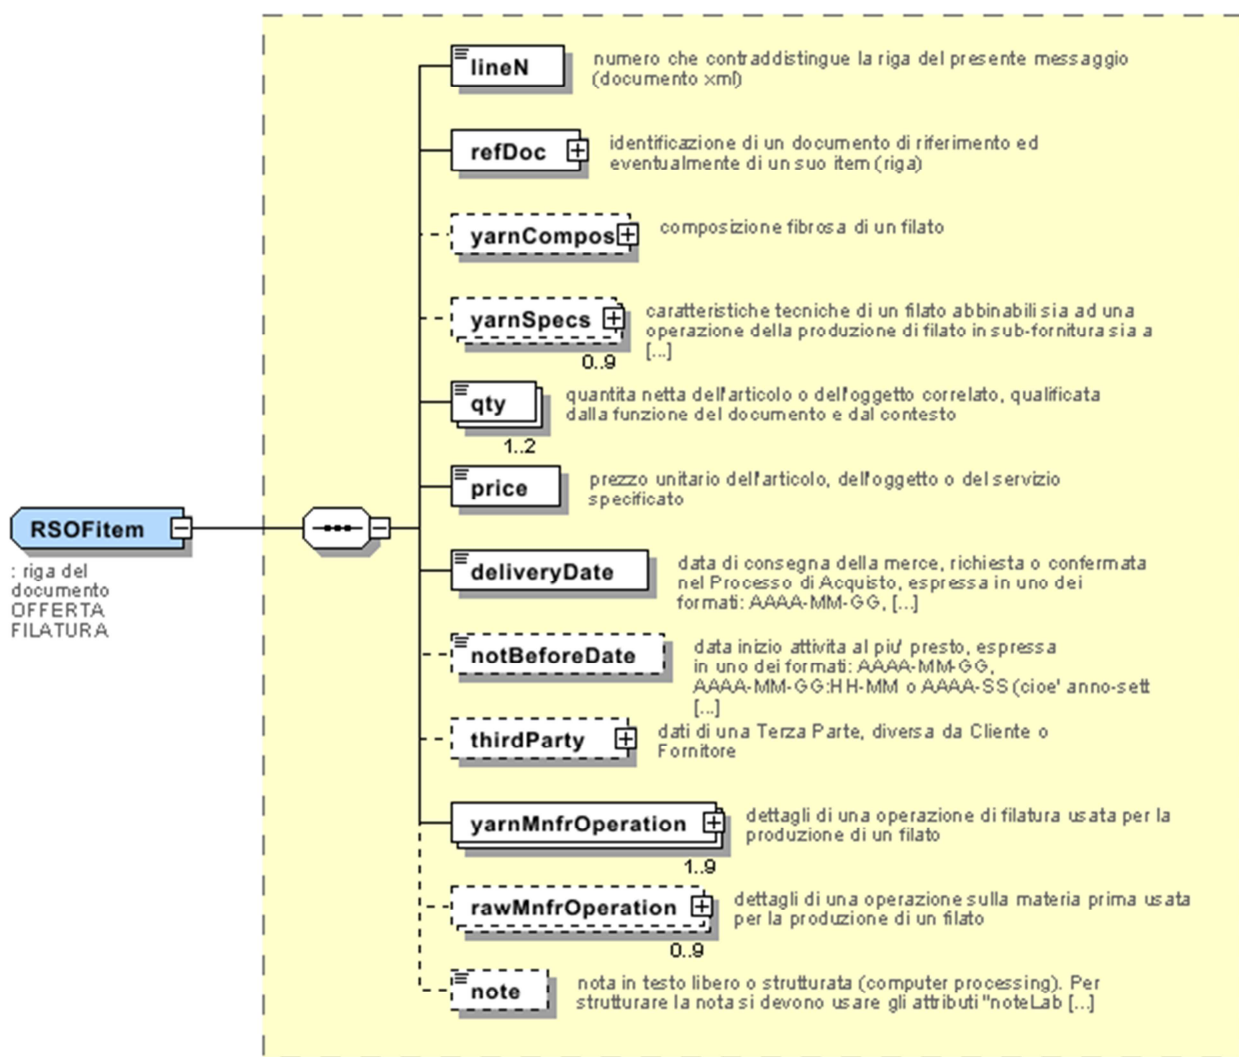 lineN
numero che contraddistingue la riga del presente messaggio
(documento xml)
refDoc
identificazione di un documento di riferimento ed
eventualmente di un suo item (riga)
yarnCompos
composizione fibrosa di un filato
yarnSpecs
caratteristiche tecniche di un filato abbinabili sia ad una
operazione della produzione di filato in sub-fornitura sia a
[...]
0..9
qty
quantita netta dell'articolo o dell'oggetto correlato, qualificata
dalla funzione del documento e dal contesto
1..2
price
prezzo unitario dell'articolo, dell'oggetto o del servizio
specificato
RSOFitem
: riga del
documento
OFFERTA
FILATURA
deliveryDate
data di consegna della merce, richiesta o confermata
nel Processo di Acquisto, espressa in uno dei
formati: AAAA-MM-GG, [...]
notBeforeDate
data inizio attivita al piu' presto, espressa
in uno dei formati: AAAA-MM-GG,
AAAA-MM-GG:HH-MM o AAAA-SS (cioe' anno-sett
[...]
thirdParty
dati di una Terza Parte, diversa da Cliente o
Fornitore
yarnMnfrOperation
dettagli di una operazione di filatura usata per la
produzione di un filato
1..9
rawMnfrOperation
dettagli di una operazione sulla materia prima usata
per la produzione di un filato
0..9
note
nota in testo libero o strutturata (computer processing). Per
strutturare la nota si devono usare gli attributi "noteLab [...]